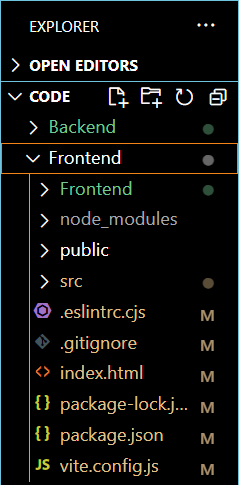 EXPLORER
OPEN EDITORS
CODE
Backend
Frontend
Frontend
node_modules
public
src
.eslintrc.cjs M
.gitignore M
index.html M
package-lock.j... M
package.json M
JS vite.config.js M